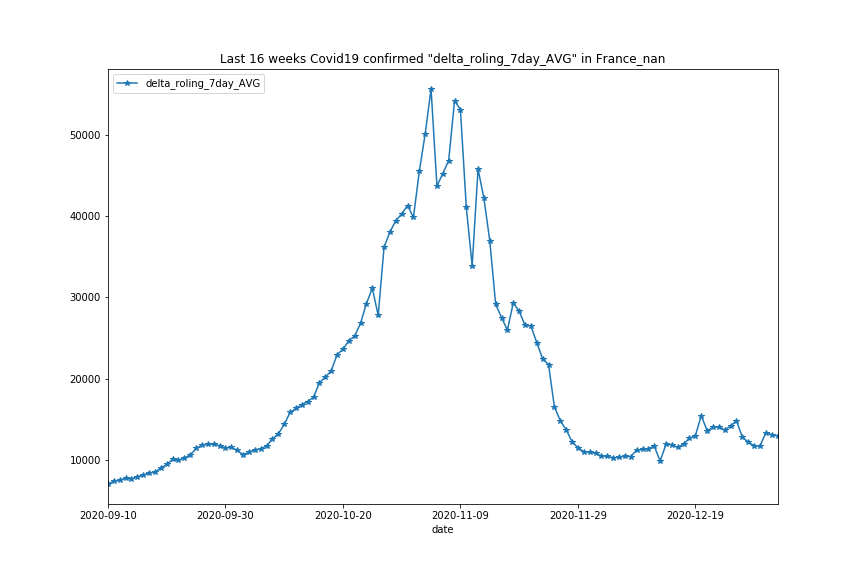 Last 16 weeks Covid19 confirmed "delta_roling_7day_AVG" in France_nan
delta_roling_7day_AVG
50000
40000
30000
20000
10000
2020-09-10 2020-09-30 2020-10-20 2020-11-09 2020-11-29 2020-12-19
date